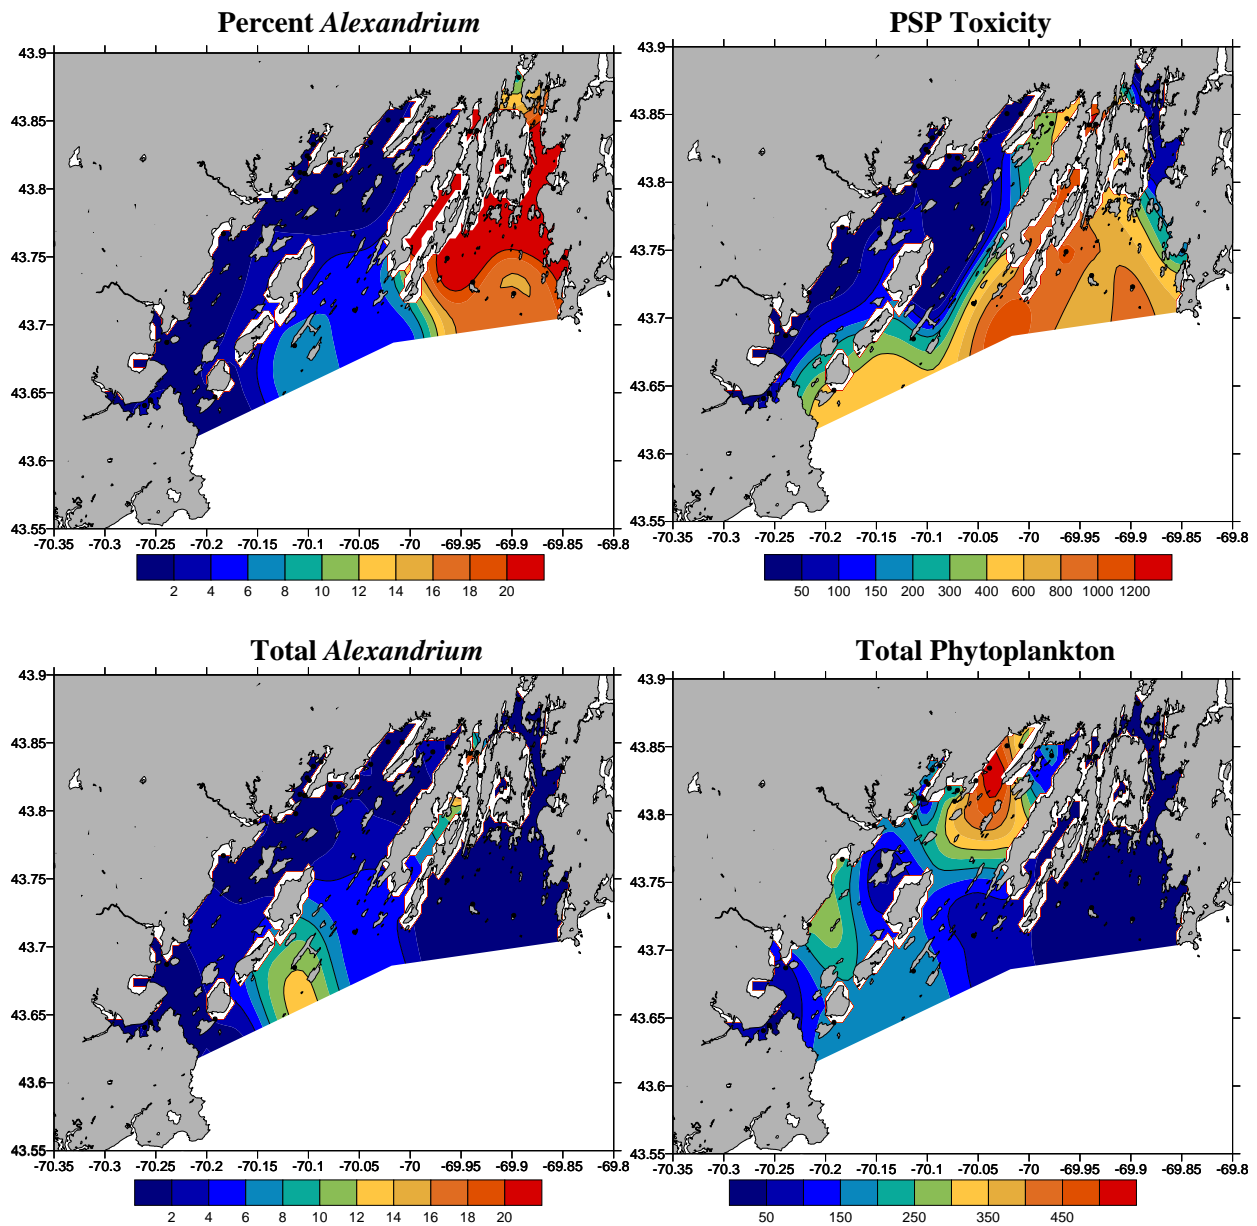 Percent Alexandrium
PSP Toxicity
43.9
43.85
43.8
43.75
43.7
43.65
43.6
43.55
-70.35 -70.3 -70.25 -70.2 -70.15 -70.1 -70.05 -70 -69.95 -69.9 -69.85 -69.8
2 4 6 8 10 12 14 16 18 20
43.9
43.85
43.8
43.75
43.7
43.65
43.6
43.55
-70.35 -70.3 -70.25 -70.2 -70.15 -70.1 -70.05 -70.00 -69.95 -69.9 -69.85 -69.8
50 100 150 200 300 400 600 800 1000 1200
Total Alexandrium
Total Phytoplankton
43.9
43.85
43.8
43.75
43.7
43.65
43.6
43.55
-70.35 -70.3 -70.25 -70.2 -70.15 -70.1 -70.05 -70 -69.95 -69.9 -69.85 -69.8
2 4 6 8 10 12 14 16 18 20
43.9
43.85
43.8
43.75
43.7
43.65
43.6
43.55
-70.35 -70.3 -70.25 -70.2 -70.15 -70.1 -70.05 -70.00 -69.95 -69.9 -69.85 -69.8
50 150 250 350 450